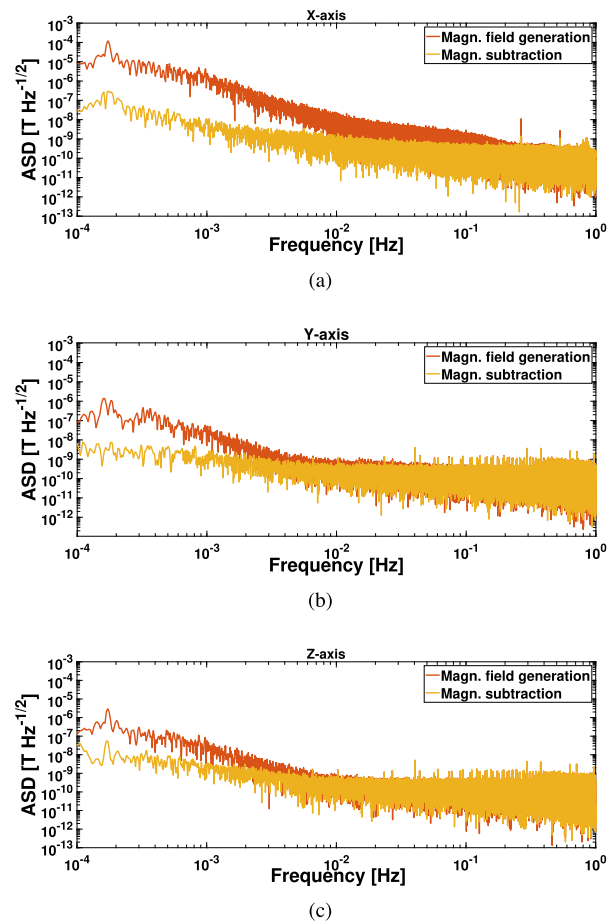 X-axis
ASD [T Hz^-1/2]
10^-3
10^-4
10^-5
10^-6
10^-7
10^-8
10^-9
10^-10
10^-11
10^-12
10^-13
Magn. field generation
Magn. subtraction
10^-4 10^-3 10^-2 10^-1 10^0
Frequency [Hz]
(a)
Y-axis
ASD [T Hz^-1/2]
10^-3
10^-4
10^-5
10^-6
10^-7
10^-8
10^-9
10^-10
10^-11
10^-12
Magn. field generation
Magn. subtraction
10^-4 10^-3 10^-2 10^-1 10^0
Frequency [Hz]
(b)
Z-axis
ASD [T Hz^-1/2]
10^-3
10^-4
10^-5
10^-6
10^-7
10^-8
10^-9
10^-10
10^-11
10^-12
10^-13
Magn. field generation
Magn. subtraction
10^-4 10^-3 10^-2 10^-1 10^0
Frequency [Hz]
(c)